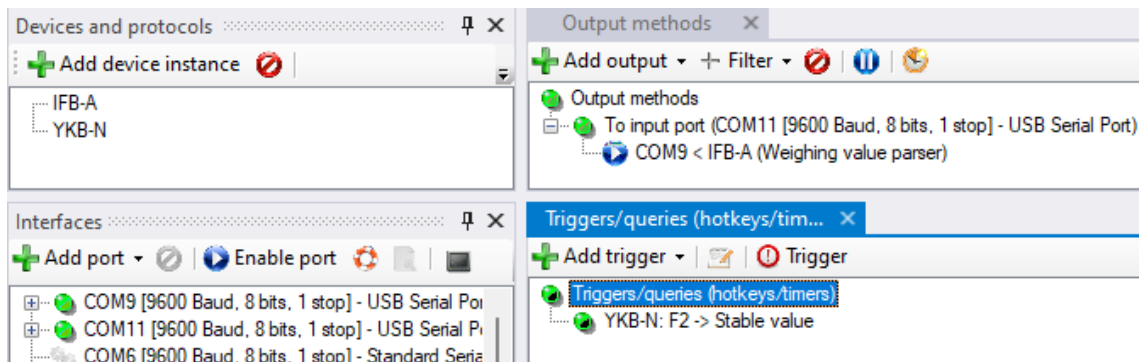 Devices and protocols
Add device instance
IFB-A
YKB-N
Output methods
Add output
Filter
Output methods
To input port (COM11 [9600 Baud, 8 bits, 1 stop] - USB Serial Port)
COM9 < IFB-A (Weighing value parser)
Interfaces
Add port
Enable port
COM9 [9600 Baud, 8 bits, 1 stop] - USB Serial Por
COM11 [9600 Baud, 8 bits, 1 stop] - USB Serial P
COM6 [9600 Baud, 8 bits, 1 stop] - Standard Seria
Triggers/queries (hotkeys/tim...
Add trigger
Trigger
Triggers/queries (hotkeys/timers)
YKB-N: F2 -> Stable value